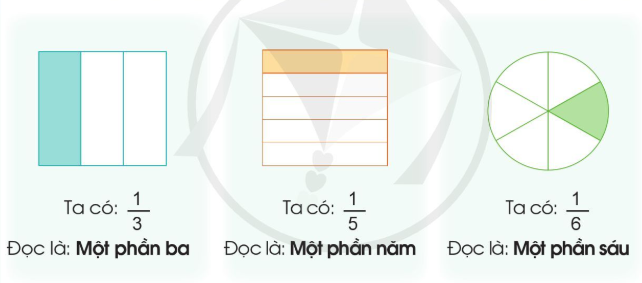 Ta có: 1/3
Đọc là: Một phần ba
Ta có: 1/5
Đọc là: Một phần năm
Ta có: 1/6
Đọc là: Một phần sáu